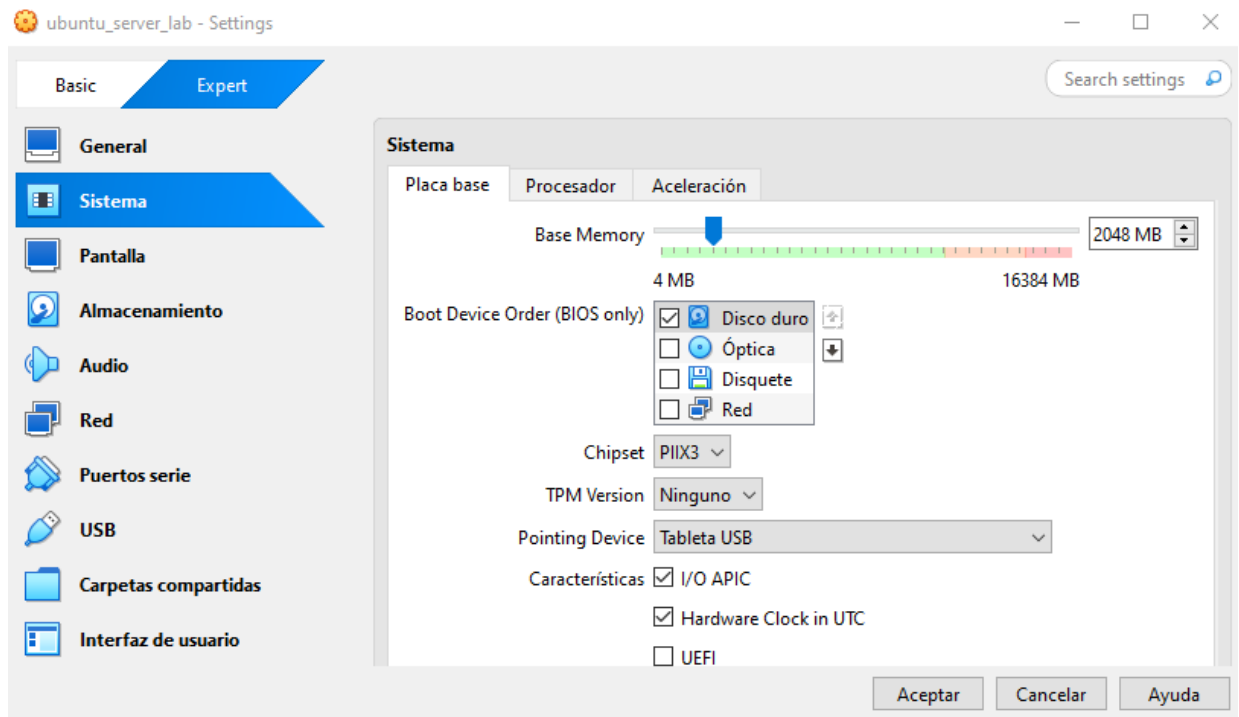 ubuntu_server_lab - Settings
Basic
Expert
Search settings
General
Sistema
Pantalla
Almacenamiento
Audio
Red
Puertos serie
USB
Carpetas compartidas
Interfaz de usuario
Sistema
Placa base
Procesador
Aceleración
Base Memory
2048 MB
4 MB
16384 MB
Boot Device Order (BIOS only)
Disco duro
Óptica
Disquete
Red
Chipset
PIIX3
TPM Version
Ninguno
Pointing Device
Tableta USB
Características
I/O APIC
Hardware Clock in UTC
UEFI
Aceptar
Cancelar
Ayuda